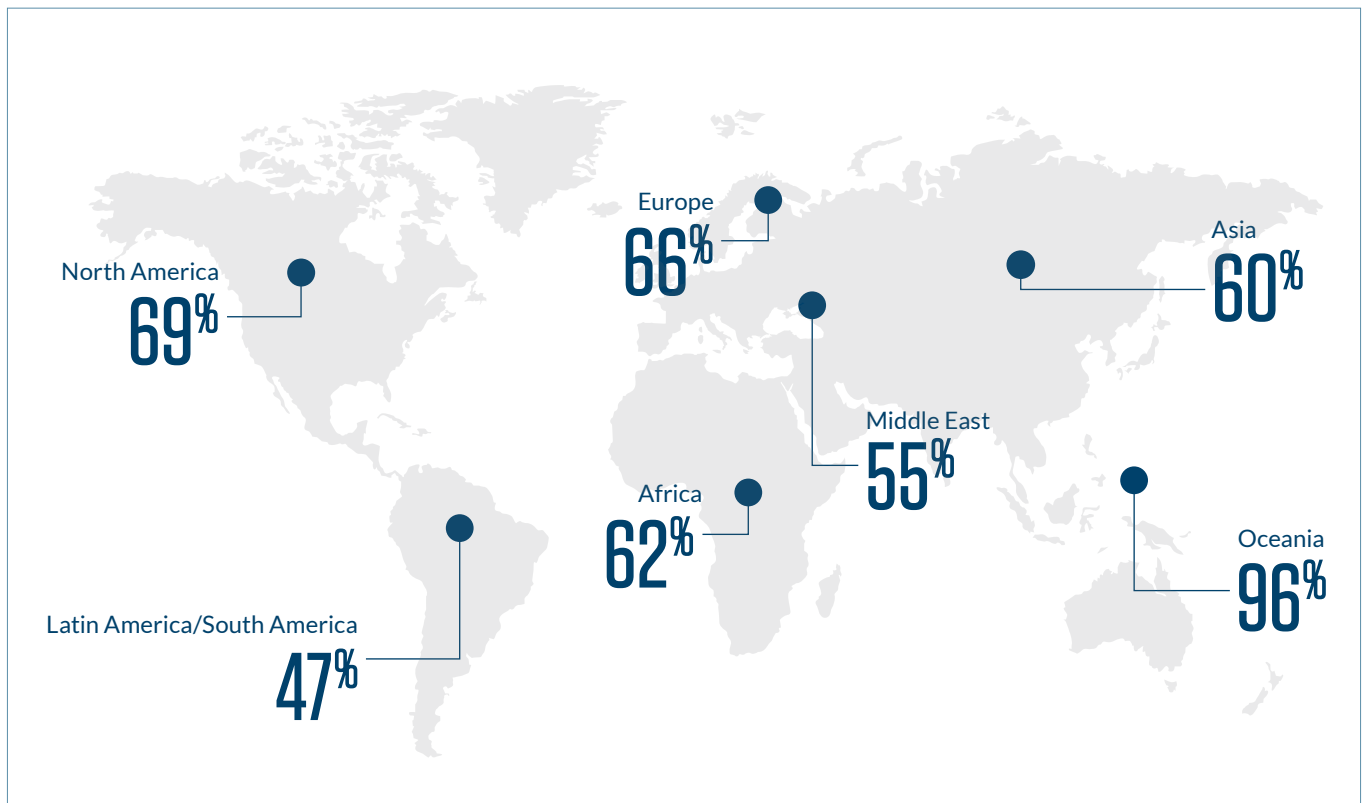 Europe
66%
Asia
60%
North America
69%
Middle East
55%
Africa
62%
Oceania
96%
Latin America/South America
47%